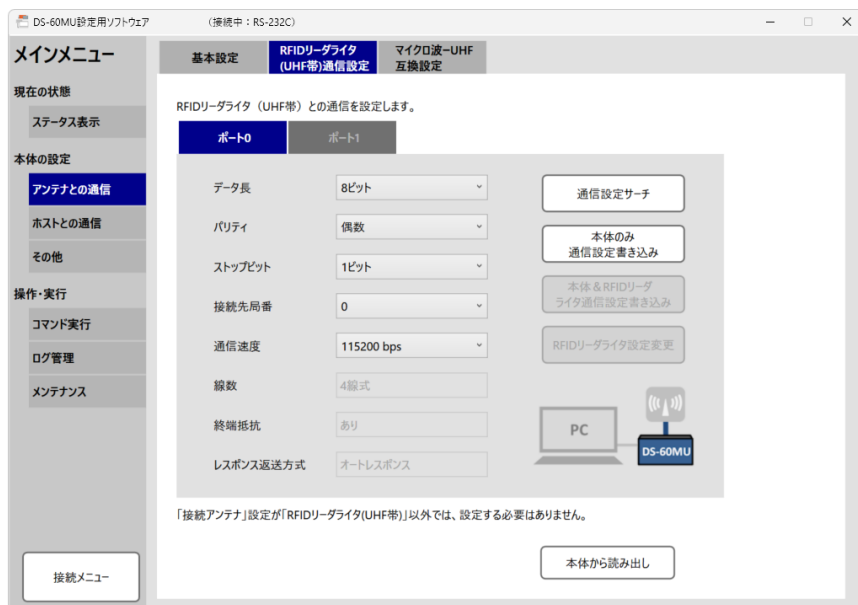 DS-60MU設定用ソフトウェア (接続中：RS-232C)
メインメニュー
現在の状態
ステータス表示
本体の設定
アンテナとの通信
ホストとの通信
その他
操作・実行
コマンド実行
ログ管理
メンテナンス
接続メニュー
基本設定
RFIDリーダライタ
(UHF帯)通信設定
マイクロ波ーUHF
互換設定
RFIDリーダライタ（UHF帯）との通信を設定します。
ポート0
ポート1
データ長 8ビット
パリティ 偶数
ストップビット 1ビット
接続先局番 0
通信速度 115200 bps
線数 4線式
終端抵抗 あり
レスポンス返送方式 オートレスポンス
通信設定サーチ
本体のみ
通信設定書き込み
本体＆RFIDリーダ
ライタ通信設定書き込み
RFIDリーダライタ設定変更
PC
DS-60MU
「接続アンテナ」設定が「RFIDリーダライタ(UHF帯)」以外では、設定する必要はありません。
本体から読み出し